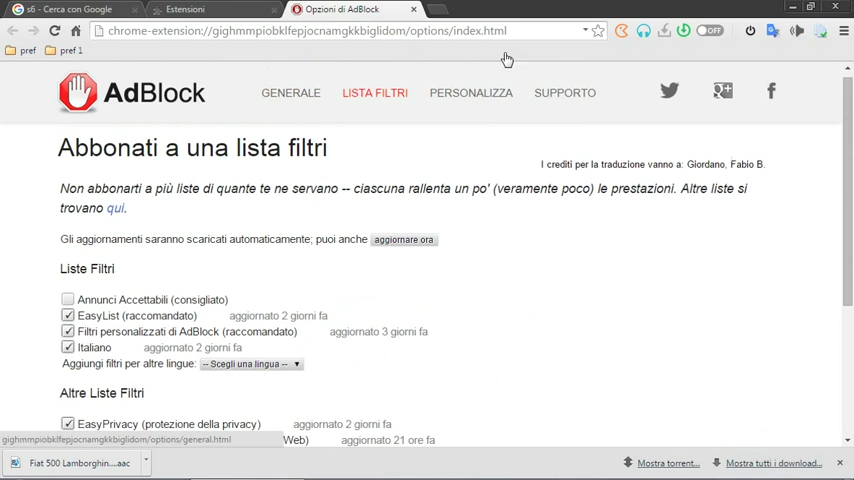 s6 - Cerca con Google
Estensioni
Opzioni di AdBlock
chrome-extension://gighmmpiobklfepjocnamgkkbiglidom/options/index.html
OFF
pref
pref 1
AdBlock
GENERALE
LISTA FILTRI
PERSONALIZZA
SUPPORTO
Abbonati a una lista filtri
I crediti per la traduzione vanno a: Giordano, Fabio B.
Non abbonarti a più liste di quante te ne servano -- ciascuna rallenta un po' (veramente poco) le prestazioni. Altre liste si
trovano qui.
Gli aggiornamenti saranno scaricati automaticamente; puoi anche aggiornare ora
Liste Filtri
Annunci Accettabili (consigliato)
EasyList (raccomandato) aggiornato 2 giorni fa
Filtri personalizzati di AdBlock (raccomandato) aggiornato 3 giorni fa
Italiano aggiornato 2 giorni fa
Aggiungi filtri per altre lingue: -- Scegli una lingua --
Altre Liste Filtri
EasyPrivacy (protezione della privacy) aggiornato 2 giorni fa
gighmmpiobklfepjocnamgkkbiglidom/options/general.html
Web) aggiornato 21 ore fa
Fiat 500 Lamborghin....aac
Mostra torrent...
Mostra tutti i download...